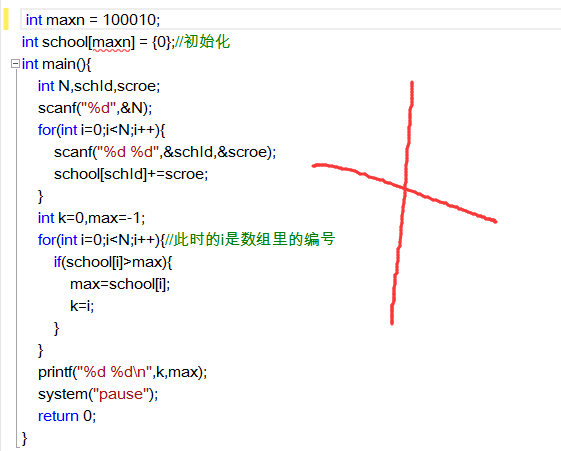 int maxn = 100010;
int school[maxn] = {0};//初始化
int main(){
int N,schId,scroe;
scanf("%d",&N);
for(int i=0;i<N;i++){
scanf("%d %d",&schId,&scroe);
school[schId]+=scroe;
}
int k=0,max=-1;
for(int i=0;i<N;i++){//此时的i是数组里的编号
if(school[i]>max){
max=school[i];
k=i;
}
}
printf("%d %d\n",k,max);
system("pause");
return 0;
}